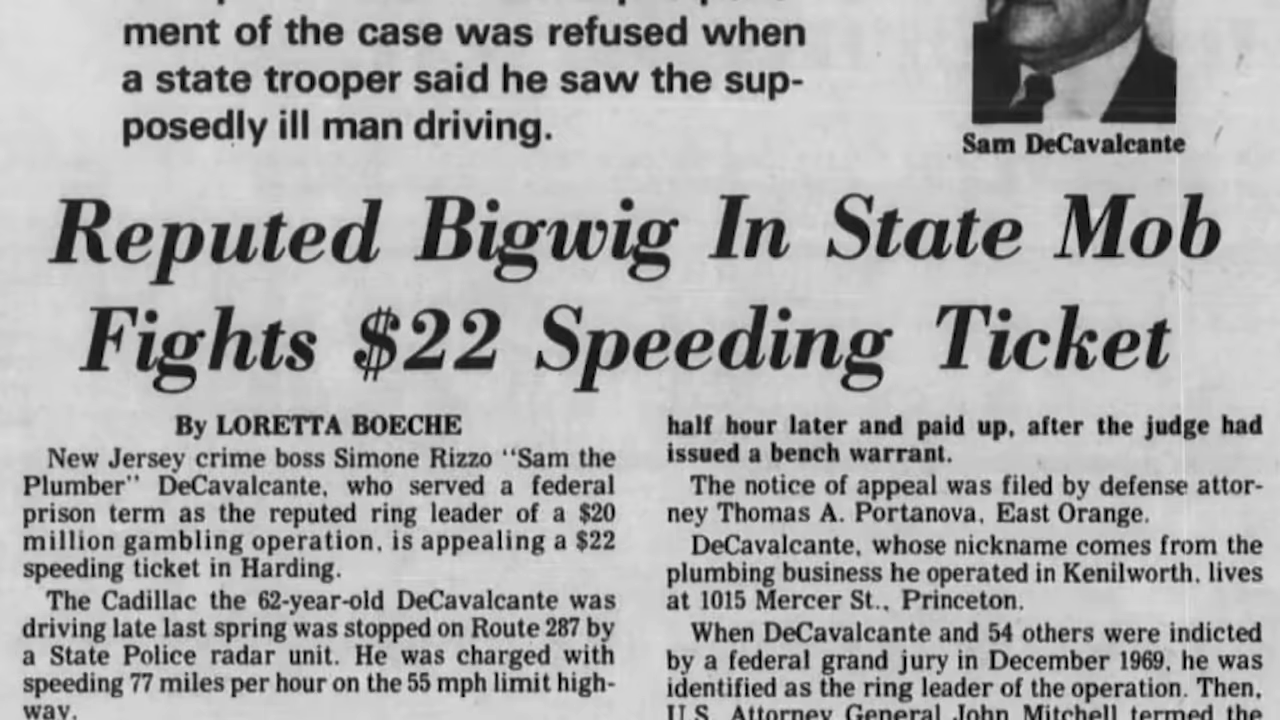 ment of the case was refused when
a state trooper said he saw the sup-
posedly ill man driving.
Sam DeCavalcante
Reputed Bigwig In State Mob
Fights $22 Speeding Ticket
By LORETTA BOECHE
New Jersey crime boss Simone Rizzo "Sam the
Plumber" DeCavalcante, who served a federal
prison term as the reputed ring leader of a $20
million gambling operation, is appealing a $22
speeding ticket in Harding.
The Cadillac the 62-year-old DeCavalcante was
driving late last spring was stopped on Route 287 by
a State Police radar unit. He was charged with
speeding 77 miles per hour on the 55 mph limit high-
way.
half hour later and paid up, after the judge had
issued a bench warrant.
The notice of appeal was filed by defense attor-
ney Thomas A. Portanova, East Orange.
DeCavalcante, whose nickname comes from the
plumbing business he operated in Kenilworth, lives
at 1015 Mercer St., Princeton.
When DeCavalcante and 54 others were indicted
by a federal grand jury in December 1969, he was
identified as the ring leader of the operation. Then,
U.S. Attorney General John Mitchell termed the